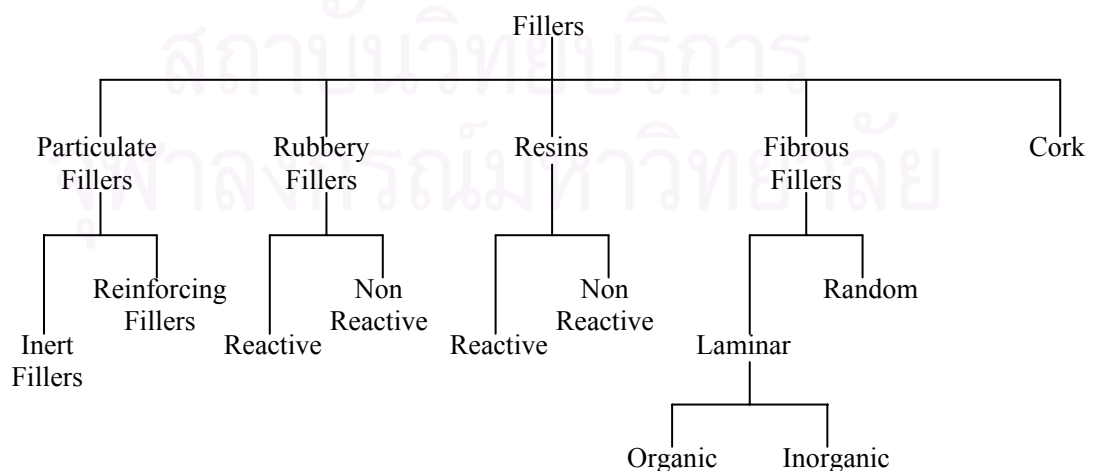 Fillers
สถาบันวิทยบริการ
จุฬาลงกรณ์มหาวิทยาลัย
Particulate
Fillers
Rubbery
Fillers
Resins
Fibrous
Fillers
Cork
Inert
Fillers
Reinforcing
Fillers
Reactive
Non
Reactive
Reactive
Non
Reactive
Laminar
Random
Organic
Inorganic